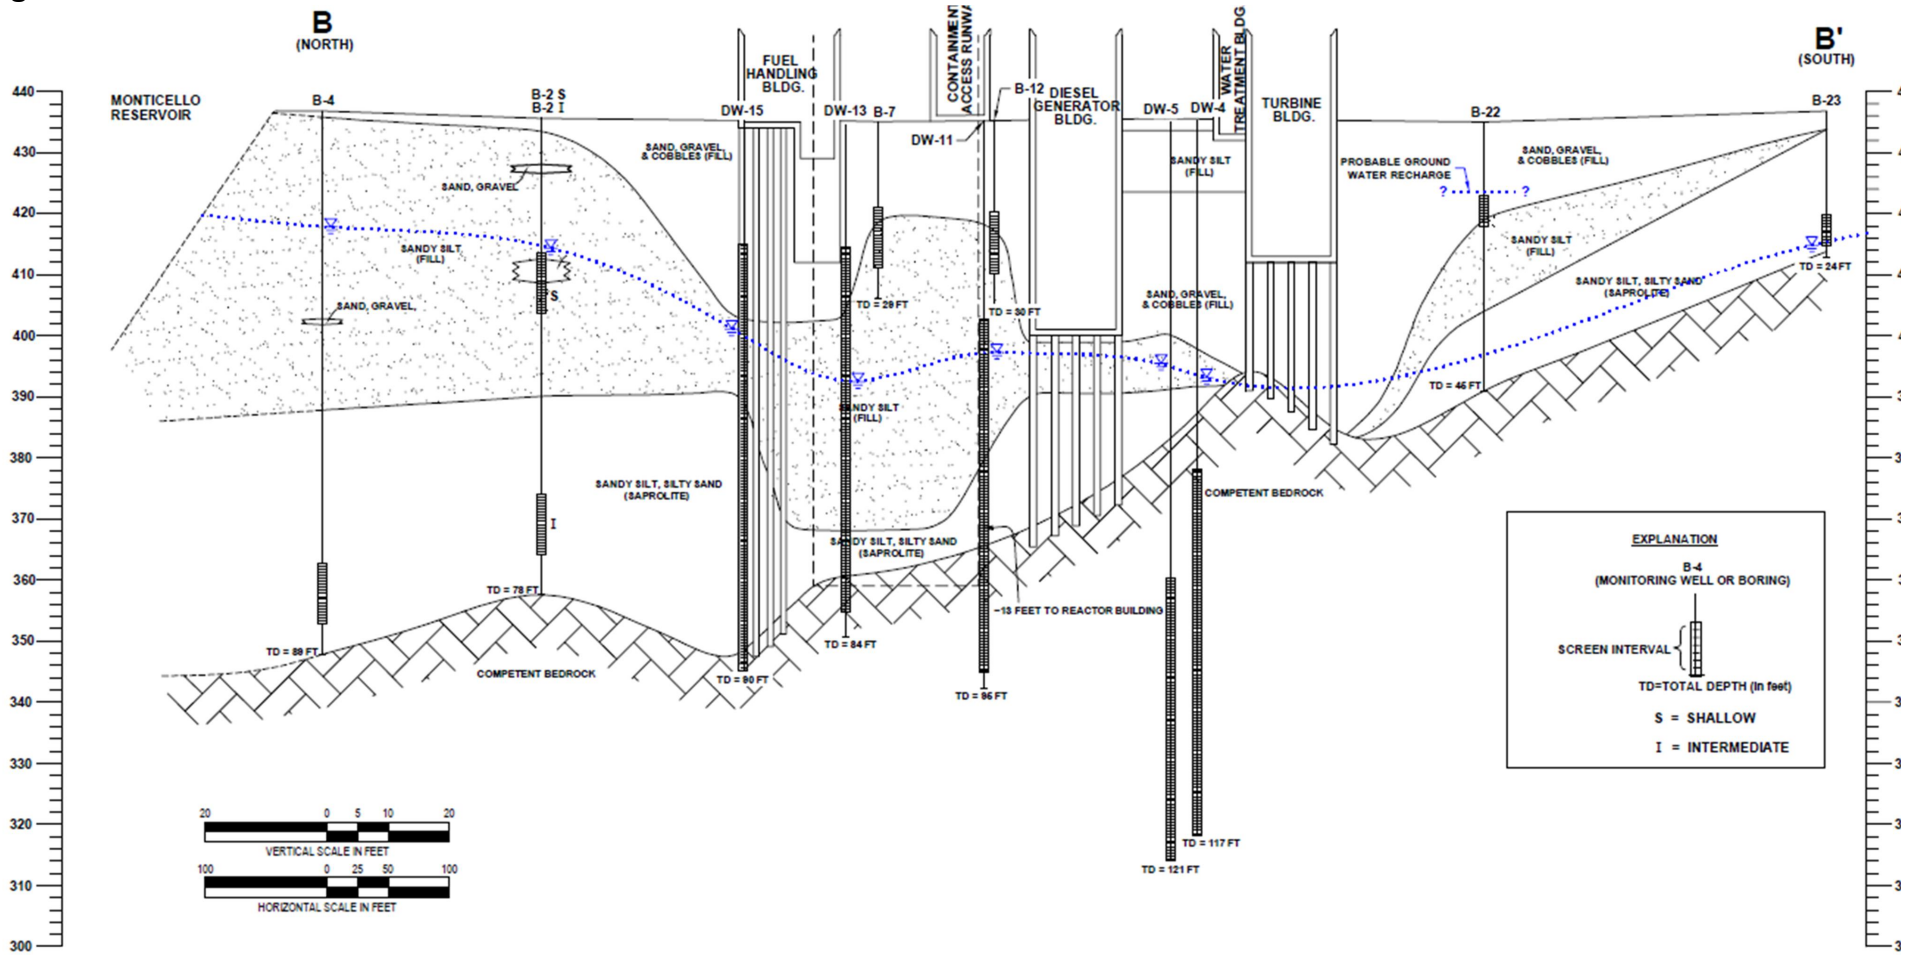 B
(NORTH)
B'
(SOUTH)
MONTICELLO
RESERVOIR
B-4
B-2 S
B-2 I
DW-15
FUEL
HANDLING
BLDG.
DW-13
B-7
CONTAINMENT
ACCESS RUNWA
DW-11
B-12
DIESEL
GENERATOR
BLDG.
DW-5
DW-4
WATER
TREATMENT BLDG.
TURBINE
BLDG.
B-22
B-23
440
430
420
410
400
390
380
370
360
350
340
330
320
310
300
SAND, GRAVEL,
& COBBLES (FILL)
SAND, GRAVEL
SANDY SILT,
(FILL)
SAND, GRAVEL,
S
I
SANDY SILT
(FILL)
PROBABLE GROUND
WATER RECHARGE
? ?
SAND, GRAVEL,
& COBBLES (FILL)
SANDY SILT
(FILL)
SANDY SILT, SILTY SAND
(SAPROLITE)
TD = 24 FT
TD = 29 FT
TD = 30 FT
SAND, GRAVEL,
& COBBLES (FILL)
TD = 46 FT
SANDY SILT
(FILL)
SANDY SILT, SILTY SAND
(SAPROLITE)
COMPETENT BEDROCK
SANDY SILT, SILTY SAND
(SAPROLITE)
TD = 78 FT
~13 FEET TO REACTOR BUILDING
TD = 89 FT
TD = 84 FT
COMPETENT BEDROCK
TD = 90 FT
TD = 95 FT
TD = 117 FT
TD = 121 FT
EXPLANATION
B-4
(MONITORING WELL OR BORING)
SCREEN INTERVAL
TD=TOTAL DEPTH (in feet)
S = SHALLOW
I = INTERMEDIATE
20 0 5 10 20
VERTICAL SCALE IN FEET
100 0 25 50 100
HORIZONTAL SCALE IN FEET